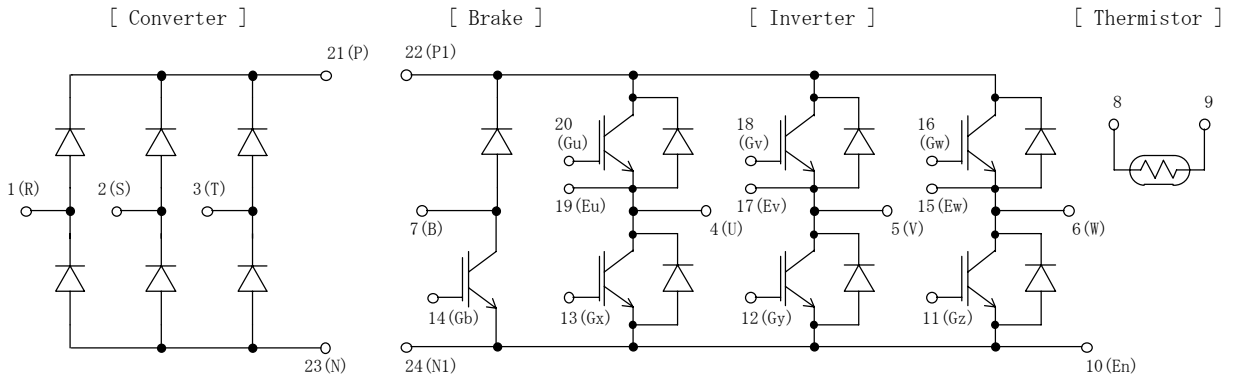 [ Converter ]
[ Brake ]
[ Inverter ]
[ Thermistor ]
21(P)
22(P1)
20
(Gu)
18
(Gv)
16
(Gw)
8
9
1(R)
2(S)
3(T)
19(Eu)
17(Ev)
15(Ew)
7(B)
4(U)
5(V)
6(W)
14(Gb)
13(Gx)
12(Gy)
11(Gz)
23(N)
24(N1)
10(En)